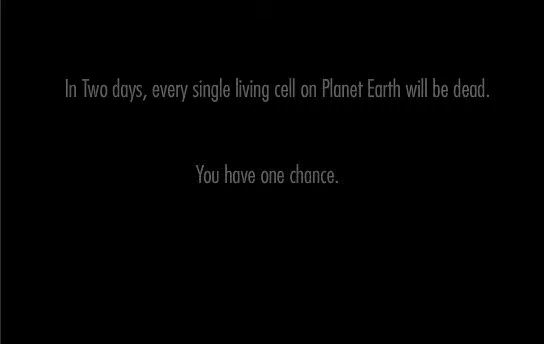 In Two days, every single living cell on Planet Earth will be dead.
You have one chance.